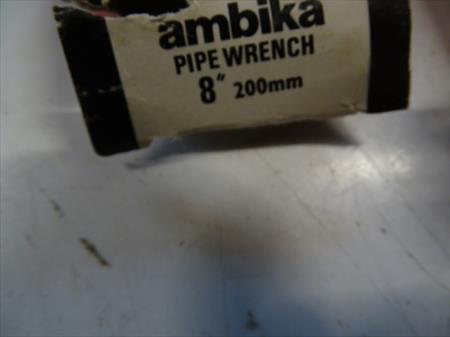 ambika
PIPE WRENCH
8" 200mm